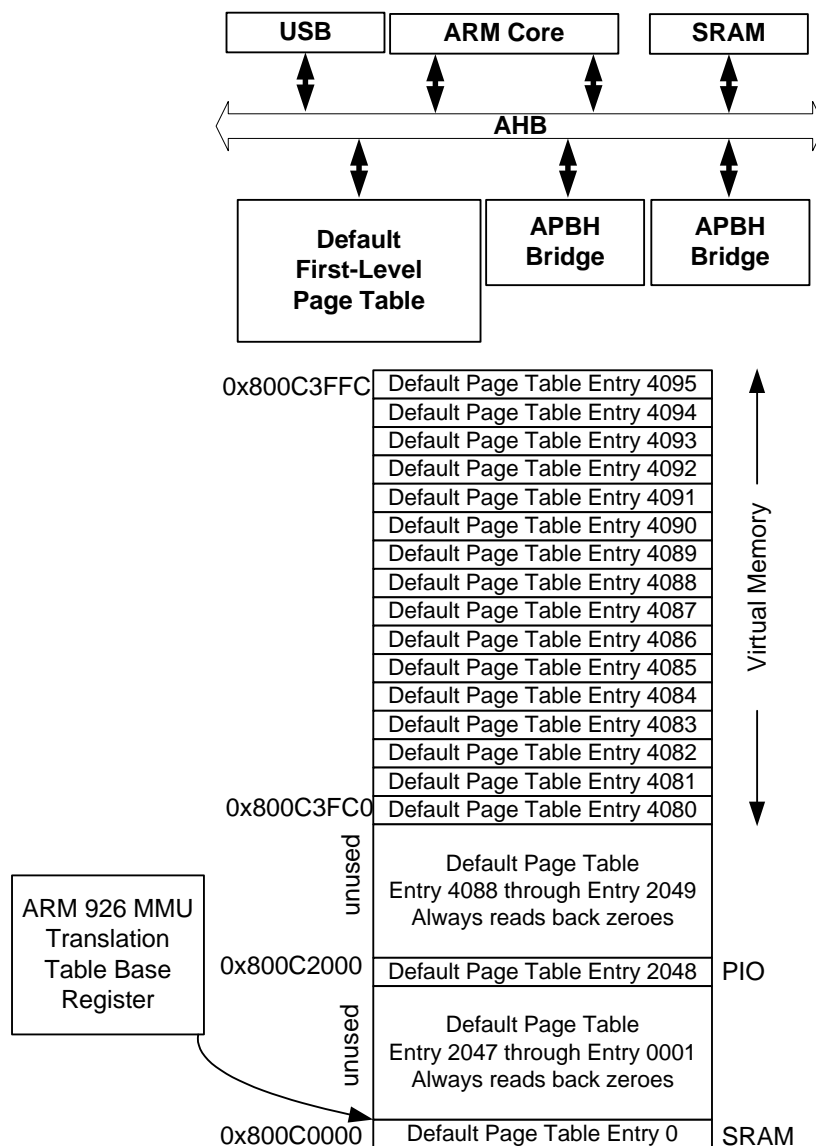 USB
ARM Core
SRAM
AHB
Default
First-Level
Page Table
APBH
Bridge
APBH
Bridge
0x800C3FFC
Default Page Table Entry 4095
Default Page Table Entry 4094
Default Page Table Entry 4093
Default Page Table Entry 4092
Default Page Table Entry 4091
Default Page Table Entry 4090
Default Page Table Entry 4089
Default Page Table Entry 4088
Default Page Table Entry 4087
Default Page Table Entry 4086
Default Page Table Entry 4085
Default Page Table Entry 4084
Default Page Table Entry 4083
Default Page Table Entry 4082
Default Page Table Entry 4081
0x800C3FC0
Default Page Table Entry 4080
Virtual Memory
unused
Default Page Table
Entry 4088 through Entry 2049
Always reads back zeroes
ARM 926 MMU
Translation
Table Base
Register
0x800C2000
Default Page Table Entry 2048
PIO
unused
Default Page Table
Entry 2047 through Entry 0001
Always reads back zeroes
0x800C0000
Default Page Table Entry 0
SRAM